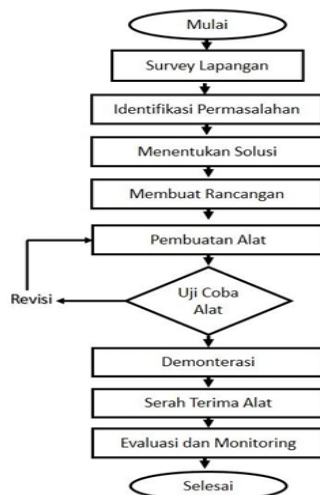 Mulai
Survey Lapangan
Identifikasi Permasalahan
Menentukan Solusi
Membuat Rancangan
Pembuatan Alat
Revisi
Uji Coba
Alat
Demonterasi
Serah Terima Alat
Evaluasi dan Monitoring
Selesai